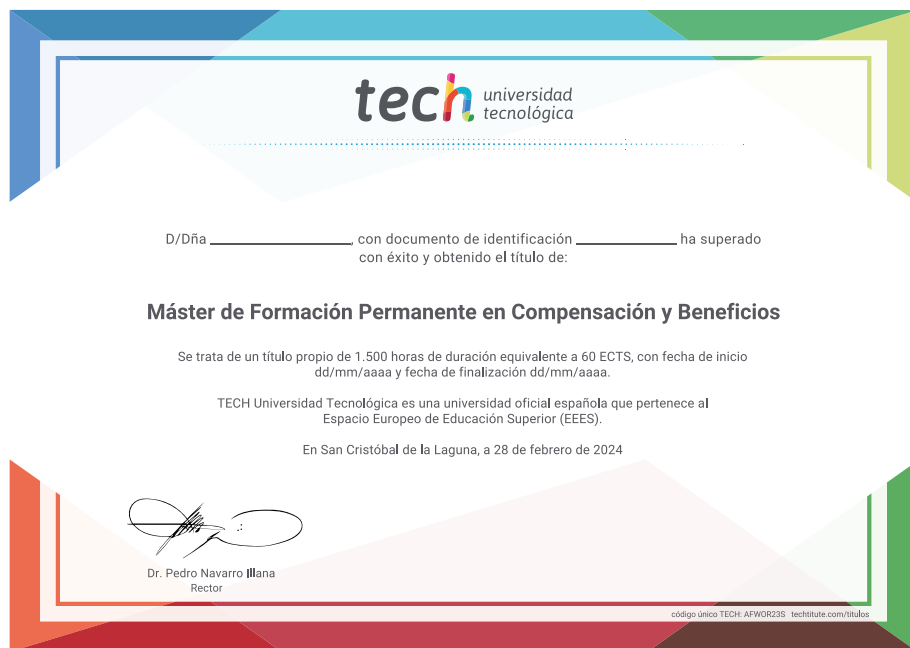 tech universidad
tecnológica
D/Dña ____________, con documento de identificación ____________ ha superado
con éxito y obtenido el título de:
Máster de Formación Permanente en Compensación y Beneficios
Se trata de un título propio de 1.500 horas de duración equivalente a 60 ECTS, con fecha de inicio
dd/mm/aaaa y fecha de finalización dd/mm/aaaa.
TECH Universidad Tecnológica es una universidad oficial española que pertenece al
Espacio Europeo de Educación Superior (EEES).
En San Cristóbal de la Laguna, a 28 de febrero de 2024
Dr. Pedro Navarro Illana
Rector
código único TECH: AFWOR23S techtitute.com/titulos